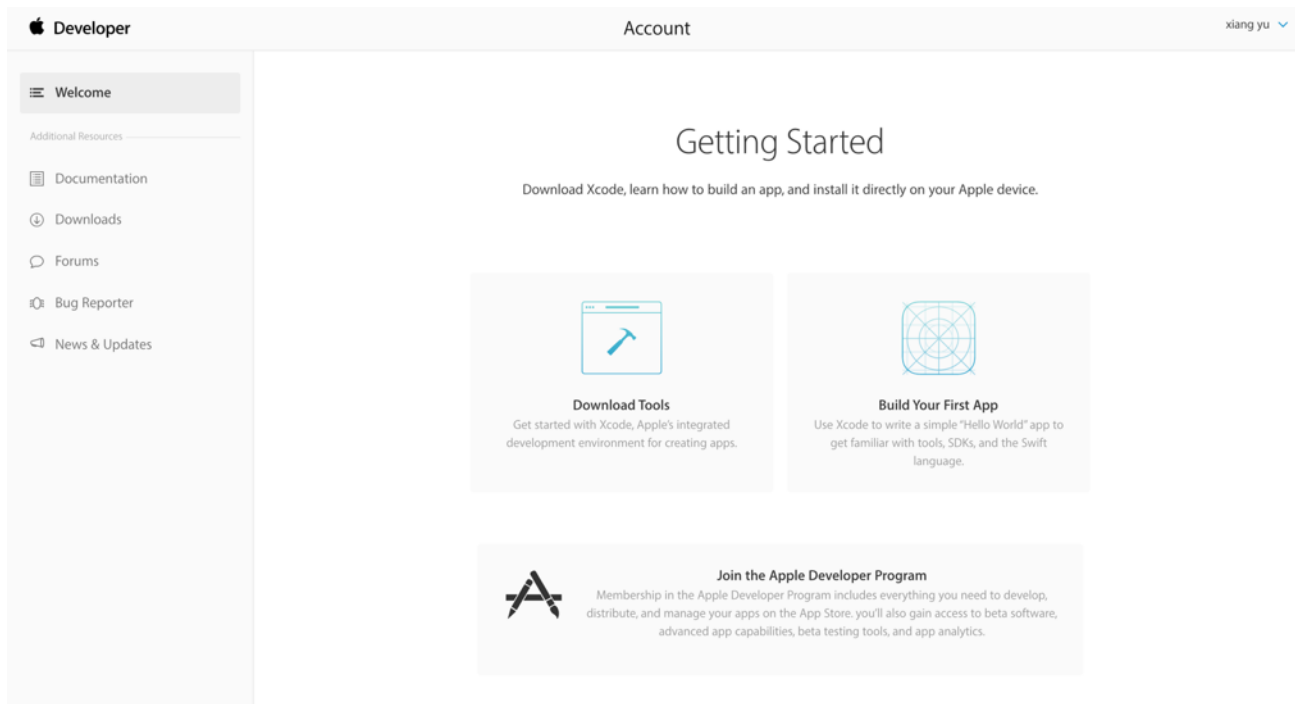 Developer
Account
xiang yu
Welcome
Additional Resources
Documentation
Downloads
Forums
Bug Reporter
News & Updates
Getting Started
Download Xcode, learn how to build an app, and install it directly on your Apple device.
Download Tools
Get started with Xcode, Apple's integrated
development environment for creating apps.
Build Your First App
Use Xcode to write a simple "Hello World" app to
get familiar with tools, SDKs, and the Swift
language.
Join the Apple Developer Program
Membership in the Apple Developer Program includes everything you need to develop,
distribute, and manage your apps on the App Store. you'll also gain access to beta software,
advanced app capabilities, beta testing tools, and app analytics.